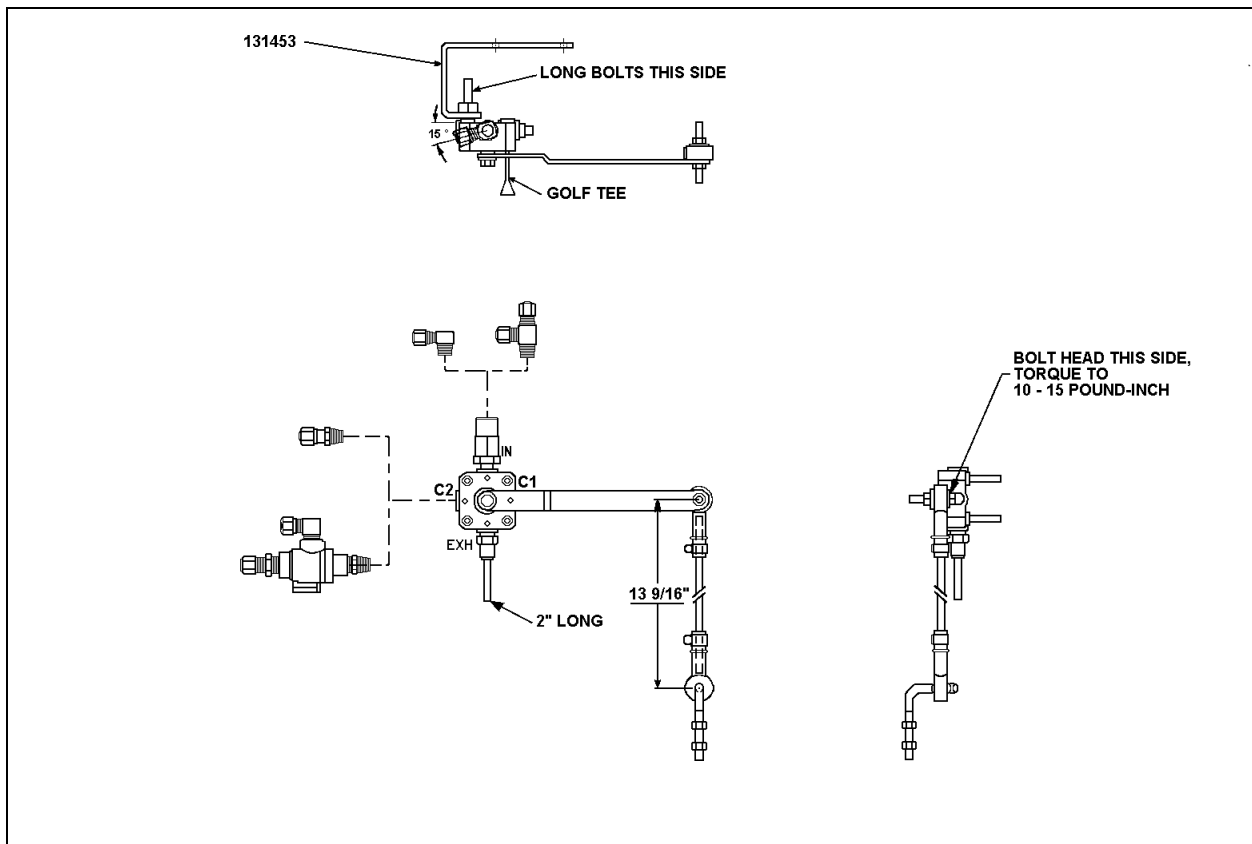 131453
LONG BOLTS THIS SIDE
15 °
GOLF TEE
BOLT HEAD THIS SIDE,
TORQUE TO
10 - 15 POUND-INCH
IN
C2
C1
EXH
13 9/16"
2" LONG